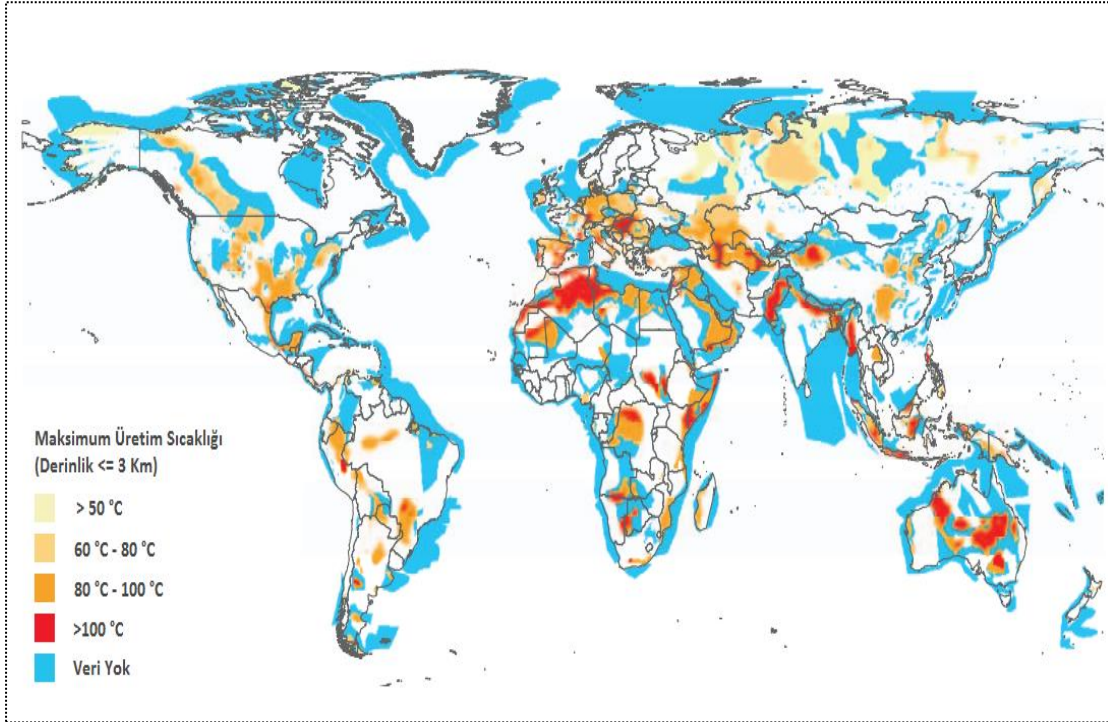 Maksimum Üretim Sıcaklığı
(Derinlik <= 3 Km)
> 50 °C
60 °C - 80 °C
80 °C - 100 °C
>100 °C
Veri Yok